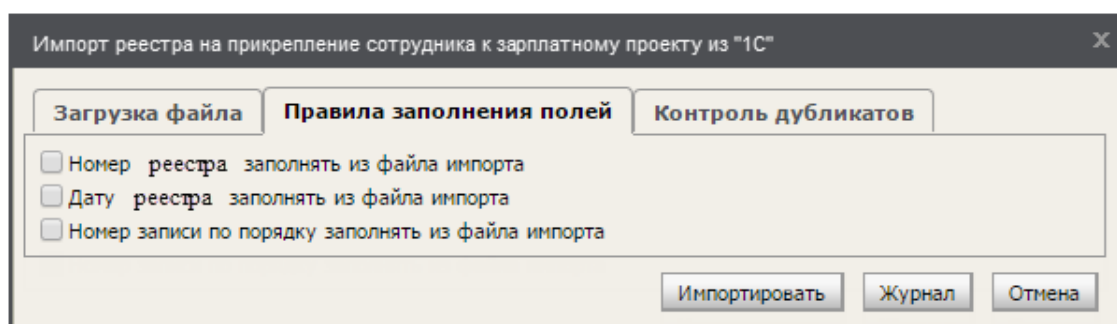 Импорт реестра на прикрепление сотрудника к зарплатному проекту из "1С" X
Загрузка файла Правила заполнения полей Контроль дубликатов
Номер реестра заполнять из файла импорта
Дату реестра заполнять из файла импорта
Номер записи по порядку заполнять из файла импорта
Импортировать Журнал Отмена